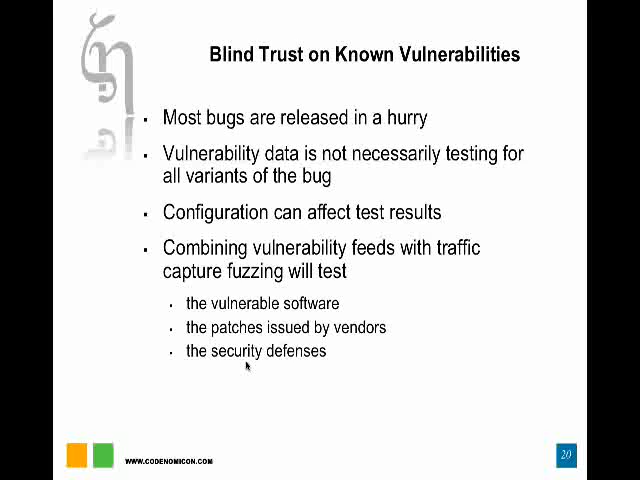 Blind Trust on Known Vulnerabilities
Most bugs are released in a hurry
Vulnerability data is not necessarily testing for
all variants of the bug
Configuration can affect test results
Combining vulnerability feeds with traffic
capture fuzzing will test
the vulnerable software
the patches issued by vendors
the security defenses
WWW.CODENOMICON.COM
20